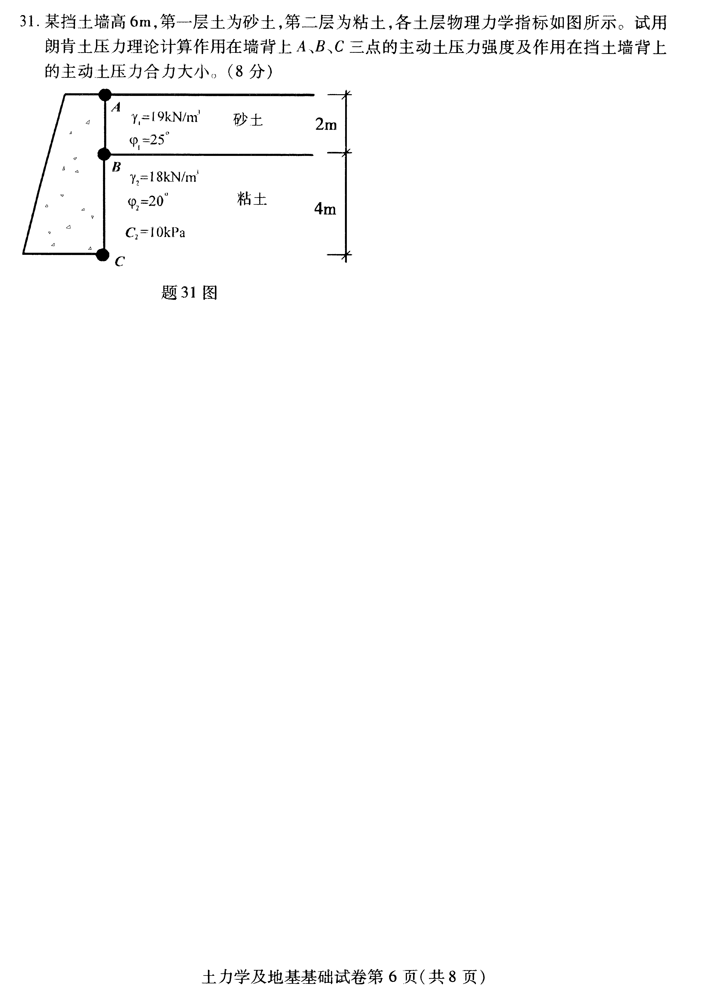 31. 某挡土墙高6m,第一层土为砂土,第二层为粘土,各土层物理力学指标如图所示。试用
朗肯土压力理论计算作用在墙背上 A、B、C 三点的主动土压力强度及作用在挡土墙背上
的主动土压力合力大小。(8 分)
A
γ₁=19kN/m³ 砂土
2m
φ₁=25°
B
γ₂=18kN/m³
φ₂=20° 粘土
4m
C₂=10kPa
C
题31 图
土力学及地基基础试卷第 6 页(共8 页)